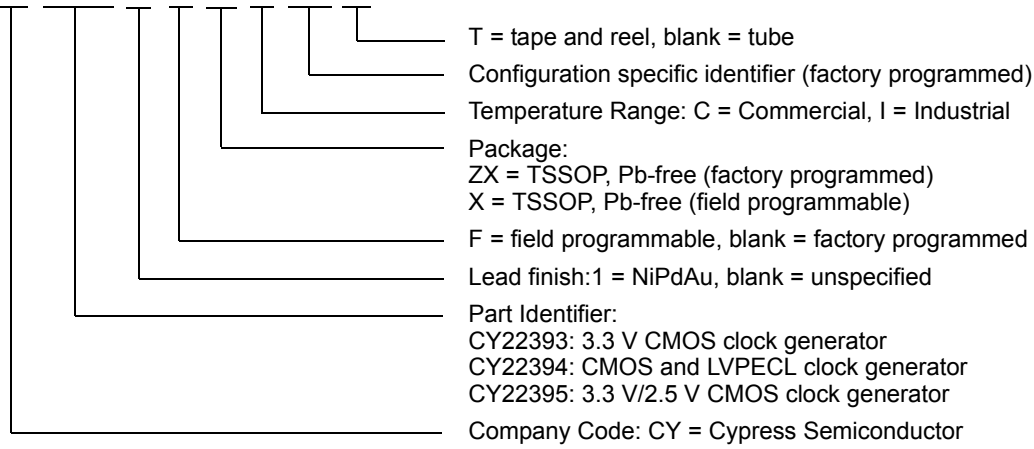 T = tape and reel, blank = tube
Configuration specific identifier (factory programmed)
Temperature Range: C = Commercial, I = Industrial
Package:
ZX = TSSOP, Pb-free (factory programmed)
X = TSSOP, Pb-free (field programmable)
F = field programmable, blank = factory programmed
Lead finish:1 = NiPdAu, blank = unspecified
Part Identifier:
CY22393: 3.3 V CMOS clock generator
CY22394: CMOS and LVPECL clock generator
CY22395: 3.3 V/2.5 V CMOS clock generator
Company Code: CY = Cypress Semiconductor